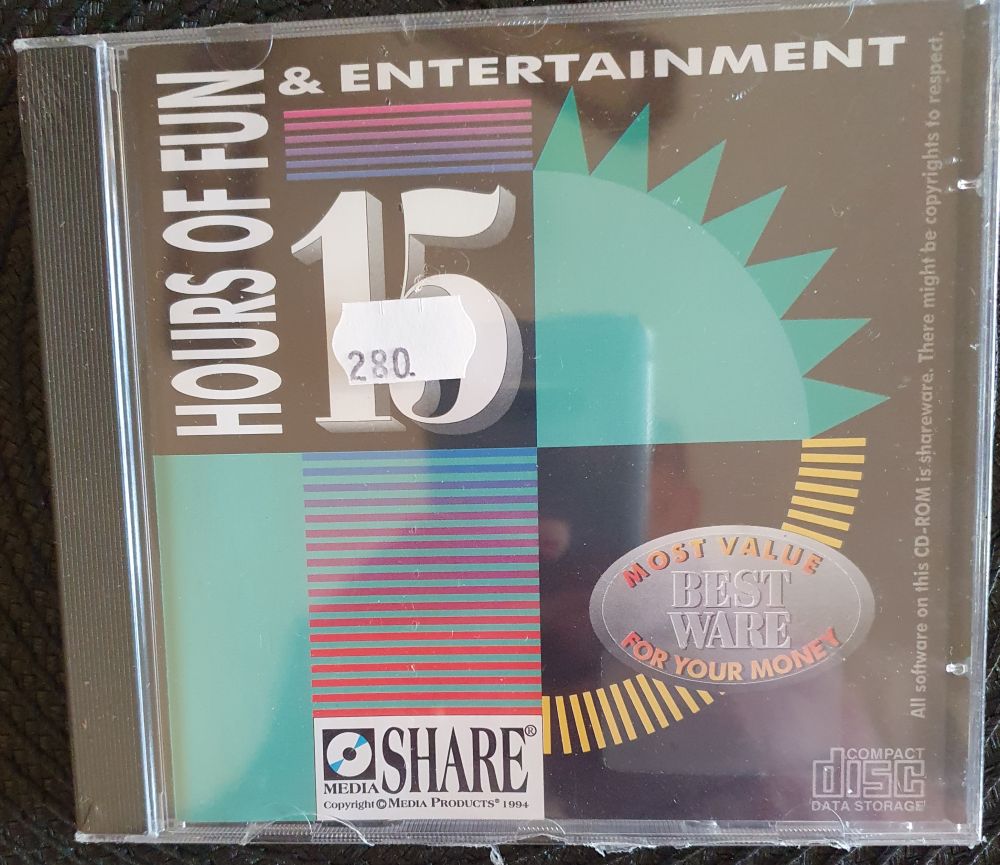 HOURS OF FUN
& ENTERTAINMENT
15
280.
MOST VALUE
BEST
WARE
FOR YOUR MONEY
All software on this CD-ROM is shareware. There might be copyrights to respect.
MEDIA SHARE®
Copyright © MEDIA PRODUCTS® 1994
COMPACT
disc
DATA STORAGE